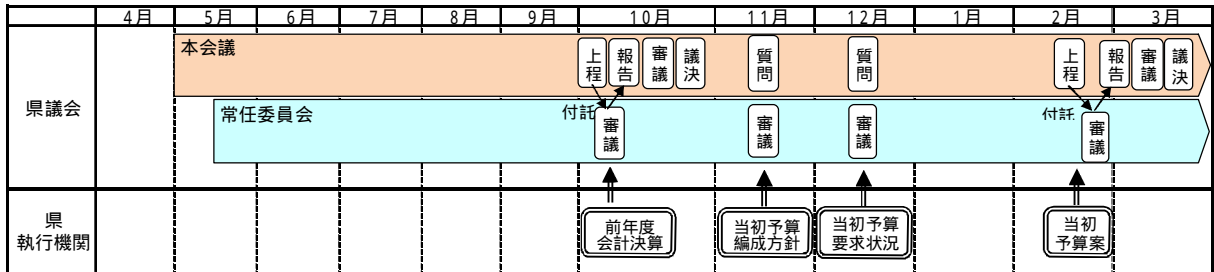 4月 5月 6月 7月 8月 9月 10月 11月 12月 1月 2月 3月
県議会
本会議
上程 報告 審議 議決 質問 質問 上程 報告 審議 議決
常任委員会
付託 審議 審議 審議 付託 審議
県
執行機関
前年度
会計決算
当初予算
編成方針
当初予算
要求状況
当初
予算案